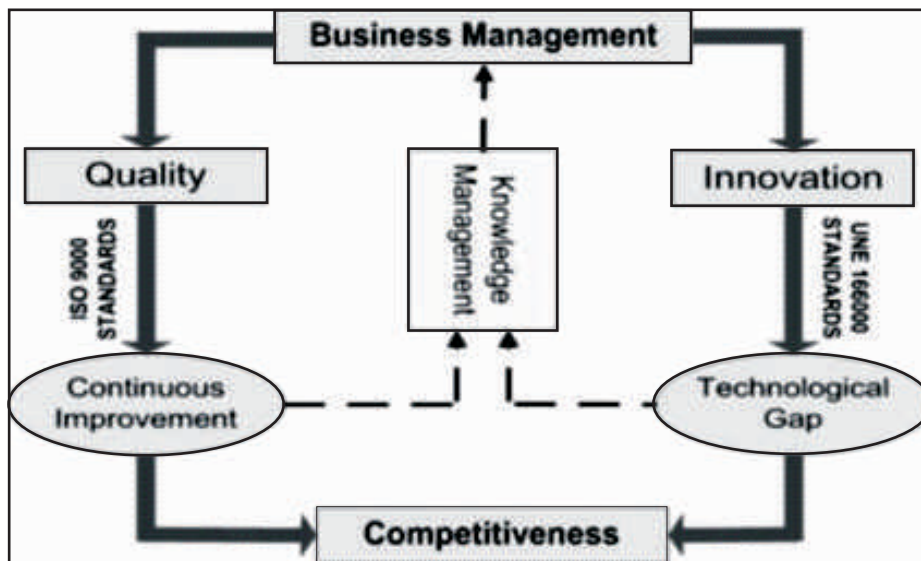 Business Management
Quality
Knowledge
Management
Innovation
ISO 9000
STANDARDS
UNE 166000
STANDARDS
Continuous
Improvement
Technological
Gap
Competitiveness